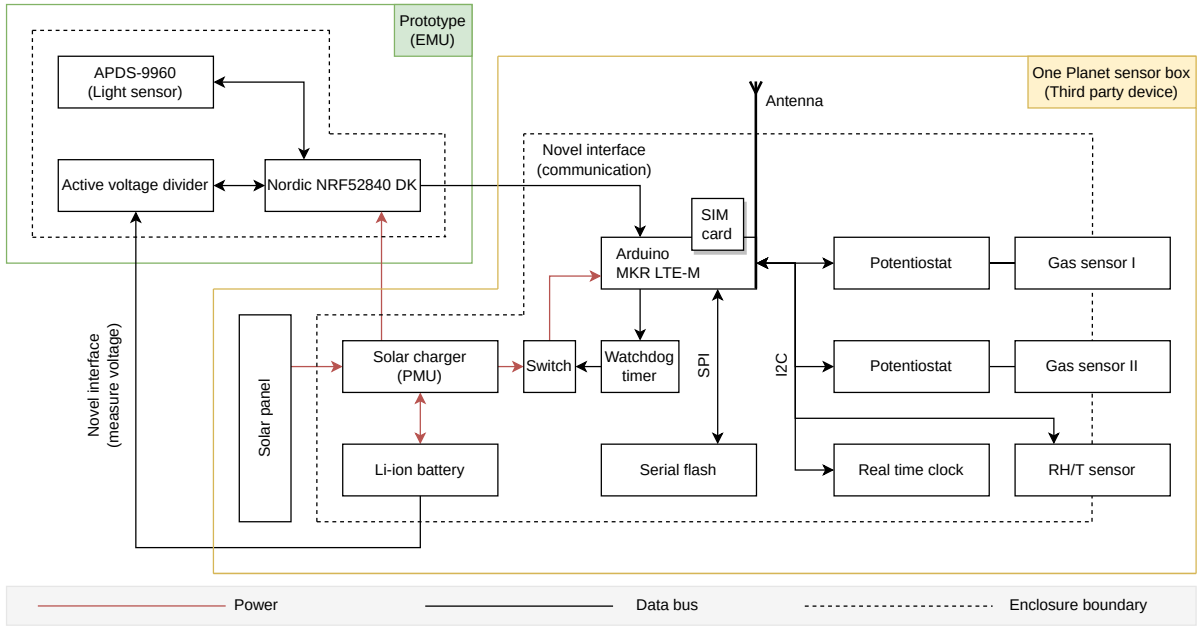 Prototype
(EMU)
APDS-9960
(Light sensor)
One Planet sensor box
(Third party device)
Antenna
Novel interface
(communication)
Active voltage divider
Nordic NRF52840 DK
SIM
card
Arduino
MKR LTE-M
Potentiostat
Gas sensor I
Novel interface
(measure voltage)
Solar panel
Solar charger
(PMU)
Switch
Watchdog
timer
SPI
I2C
Potentiostat
Gas sensor II
Li-ion battery
Serial flash
Real time clock
RH/T sensor
Power
Data bus
Enclosure boundary